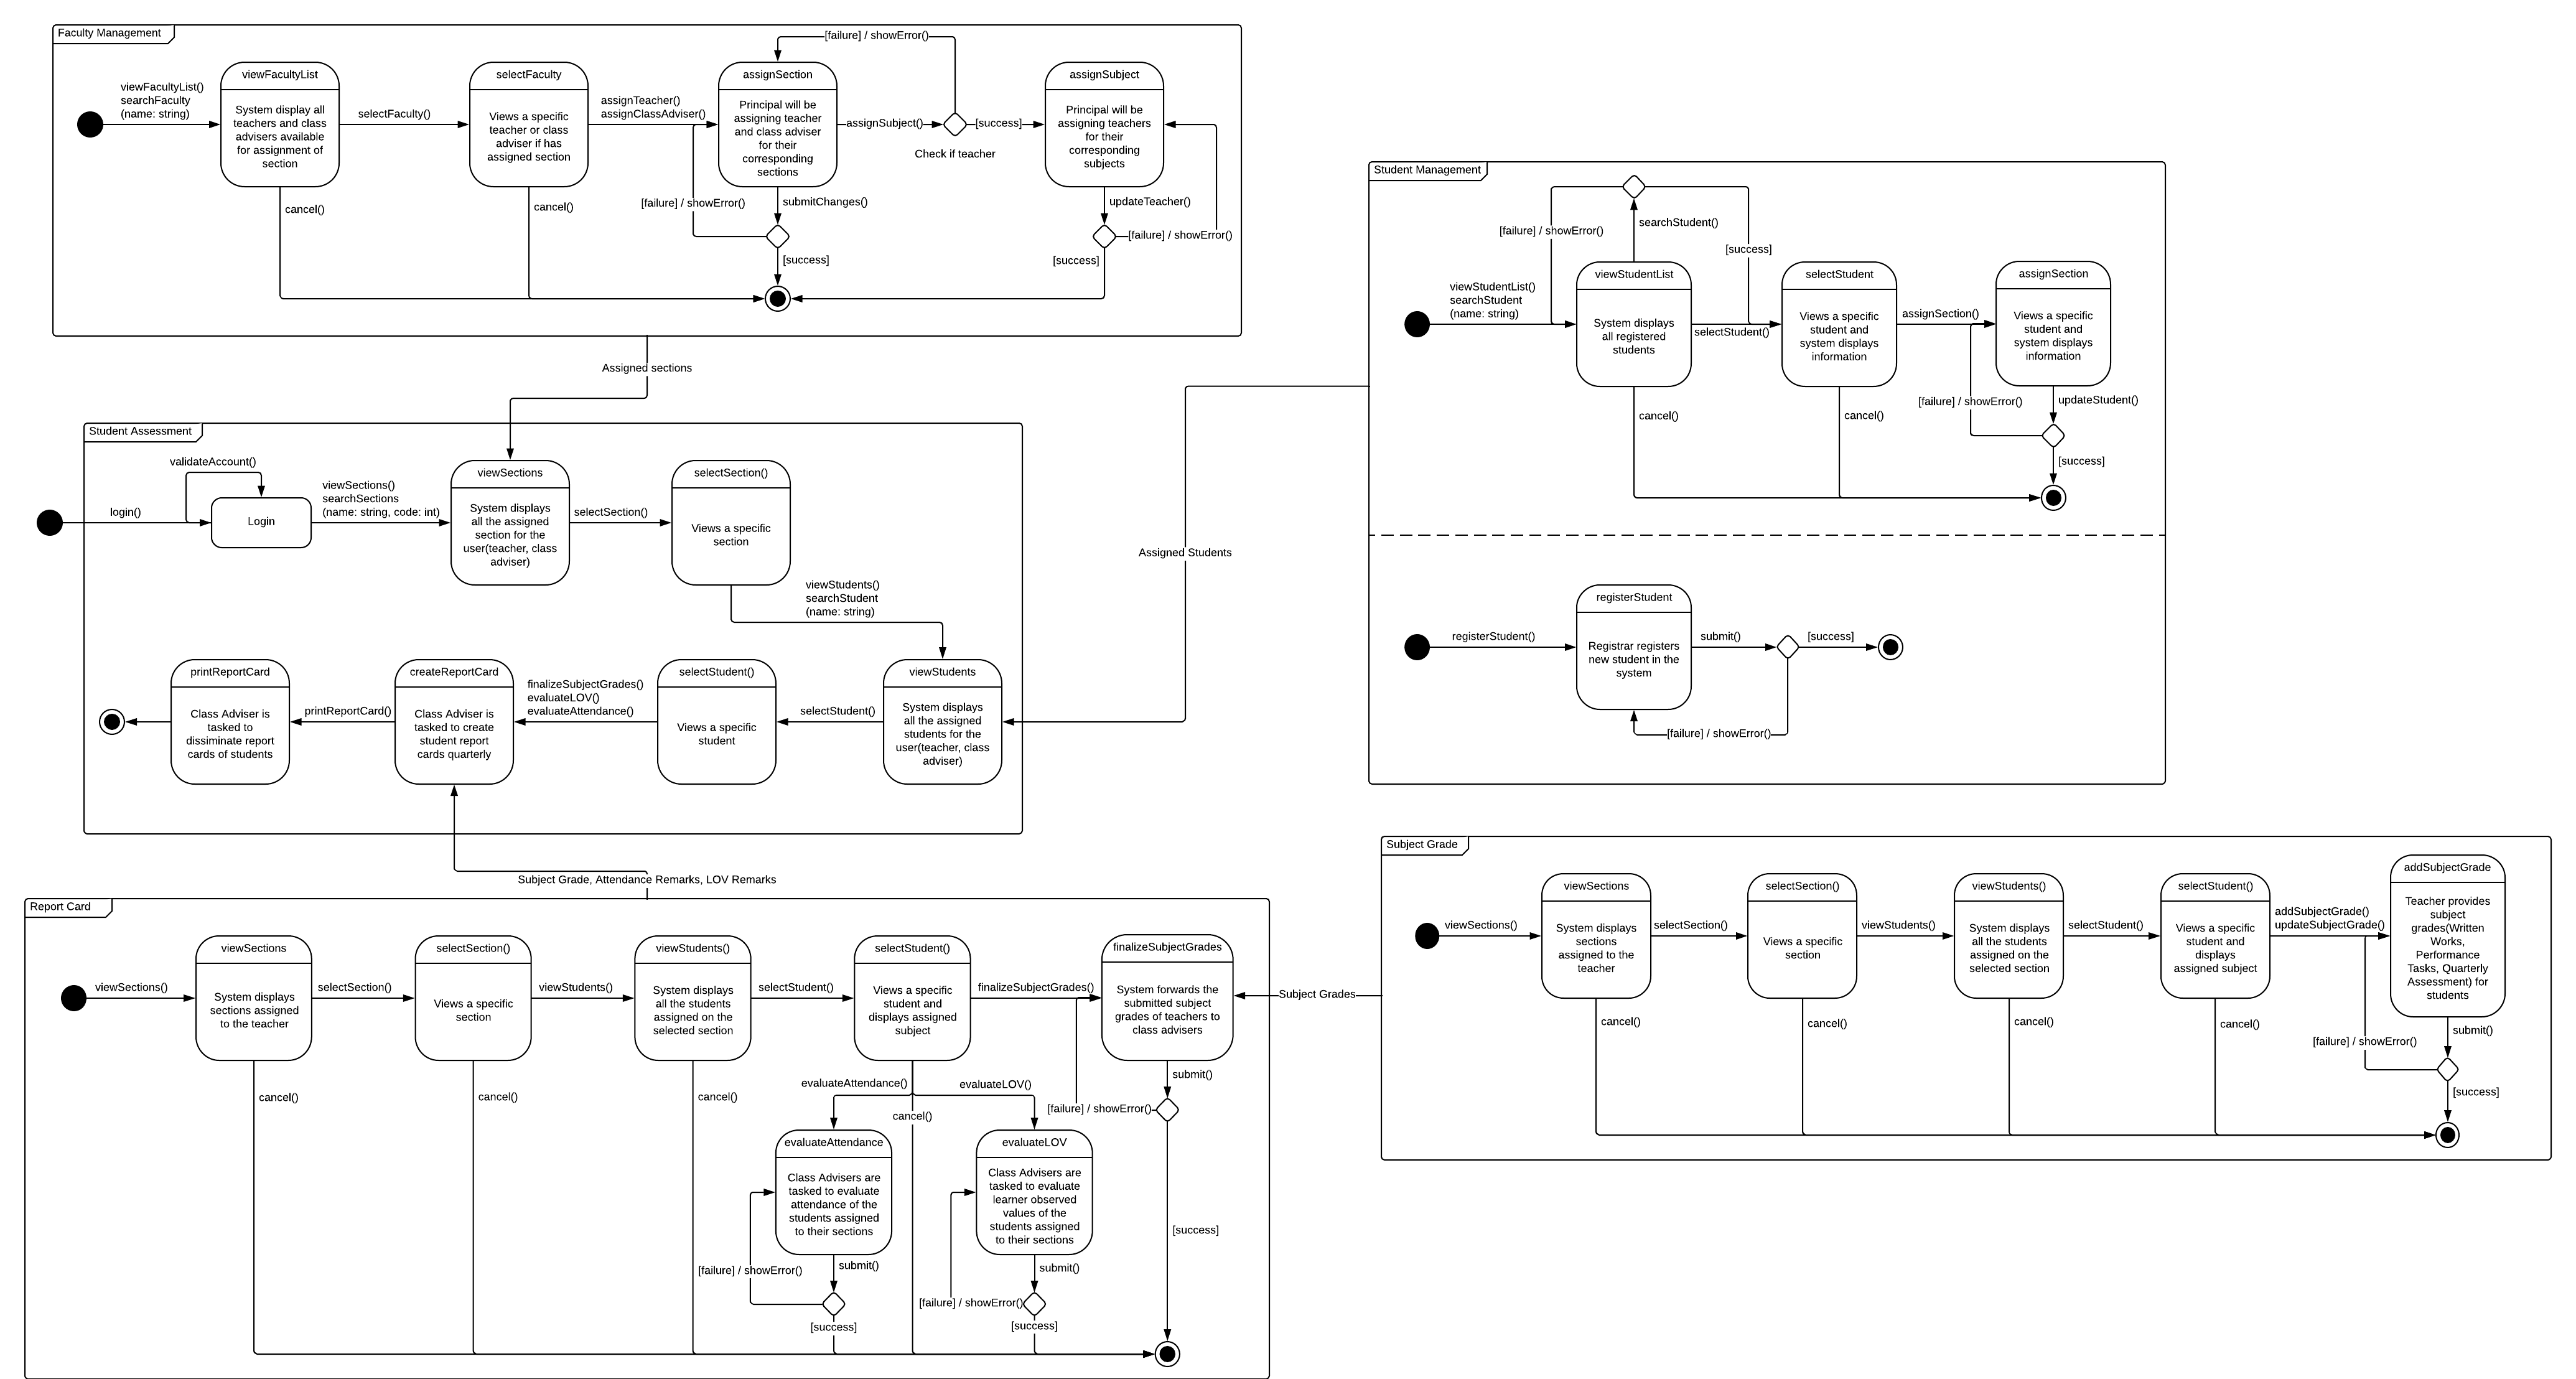 Faculty Management
[failure] / showError()
viewFacultyList()
searchFaculty
(name: string)
viewFacultyList
System display all
teachers and class
advisers available
for assignment of
section
selectFaculty()
selectFaculty
Views a specific
teacher or class
adviser if has
assigned section
assignTeacher()
assignClassAdviser()
assignSection
Principal will be
assigning teacher
and class adviser
for their
corresponding
sections
assignSubject()
[success]
Check if teacher
assignSubject
Principal will be
assigning teachers
for their
corresponding
subjects
cancel()
cancel()
[failure] / showError()
submitChanges()
[success]
updateTeacher()
[failure] / showError()
[success]
Assigned sections
Student Management
[failure] / showError()
searchStudent()
[success]
viewStudentList()
searchStudent
(name: string)
viewStudentList
System displays
all registered
students
selectStudent()
selectStudent
Views a specific
student and
system displays
information
assignSection()
assignSection
Views a specific
student and
system displays
information
cancel()
cancel()
[failure] / showError()
updateStudent()
[success]
registerStudent()
registerStudent
Registrar registers
new student in the
system
submit()
[success]
[failure] / showError()
Assigned Students
Student Assessment
validateAccount()
login()
Login
viewSections()
searchSections
(name: string, code: int)
viewSections
System displays
all the assigned
section for the
user(teacher, class
adviser)
selectSection()
selectSection()
Views a specific
section
viewStudents()
searchStudent
(name: string)
printReportCard
Class Adviser is
tasked to
dissiminate report
cards of students
printReportCard()
createReportCard
Class Adviser is
tasked to create
student report
cards quarterly
finalizeSubjectGrades()
evaluateLOV()
evaluateAttendance()
selectStudent()
Views a specific
student
selectStudent()
viewStudents
System displays
all the assigned
students for the
user(teacher, class
adviser)
Subject Grade, Attendance Remarks, LOV Remarks
Report Card
viewSections()
viewSections
System displays
sections assigned
to the teacher
selectSection()
selectSection()
Views a specific
section
viewStudents()
viewStudents()
System displays
all the students
assigned on the
selected section
selectStudent()
selectStudent()
Views a specific
student and
displays assigned
subject
finalizeSubjectGrades()
finalizeSubjectGrades
System forwards the
submitted subject
grades of teachers to
class advisers
cancel()
cancel()
cancel()
evaluateAttendance()
evaluateLOV()
cancel()
submit()
[failure] / showError()
evaluateAttendance
Class Advisers are
tasked to evaluate
attendance of the
students assigned
to their sections
evaluateLOV
Class Advisers are
tasked to evaluate
learner observed
values of the
students assigned
to their sections
[success]
[failure] / showError()
submit()
[success]
[failure] / showError()
submit()
[success]
Subject Grades
Subject Grade
viewSections()
viewSections
System displays
sections
assigned to the
teacher
selectSection()
selectSection()
Views a specific
section
viewStudents()
viewStudents()
System displays
all the students
assigned on the
selected section
selectStudent()
selectStudent()
Views a specific
student and
displays
assigned subject
addSubjectGrade()
updateSubjectGrade()
addSubjectGrade
Teacher provides
subject
grades(Written
Works,
Performance
Tasks, Quarterly
Assessment) for
students
cancel()
cancel()
cancel()
cancel()
[failure] / showError()
submit()
[success]